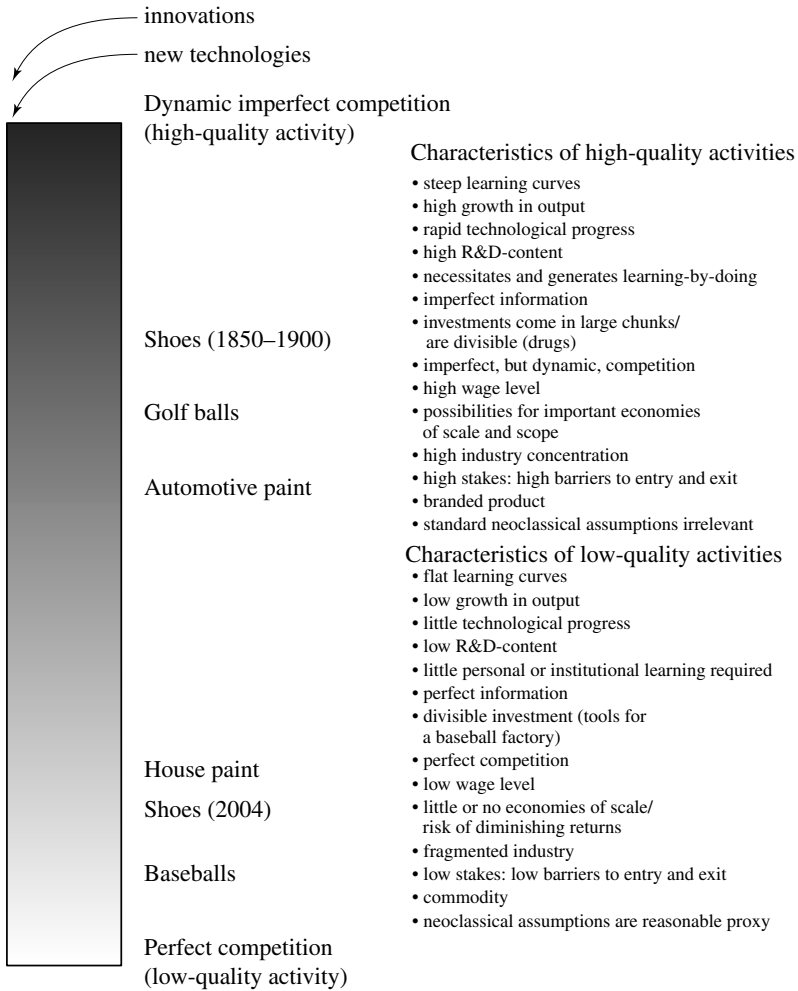 innovations
new technologies
Dynamic imperfect competition
(high-quality activity)
Shoes (1850–1900)
Golf balls
Automotive paint
House paint
Shoes (2004)
Baseballs
Perfect competition
(low-quality activity)
Characteristics of high-quality activities
• steep learning curves
• high growth in output
• rapid technological progress
• high R&D-content
• necessitates and generates learning-by-doing
• imperfect information
• investments come in large chunks/
are divisible (drugs)
• imperfect, but dynamic, competition
• high wage level
• possibilities for important economies
of scale and scope
• high industry concentration
• high stakes: high barriers to entry and exit
• branded product
• standard neoclassical assumptions irrelevant
Characteristics of low-quality activities
• flat learning curves
• low growth in output
• little technological progress
• low R&D-content
• little personal or institutional learning required
• perfect information
• divisible investment (tools for
a baseball factory)
• perfect competition
• low wage level
• little or no economies of scale/
risk of diminishing returns
• fragmented industry
• low stakes: low barriers to entry and exit
• commodity
• neoclassical assumptions are reasonable proxy